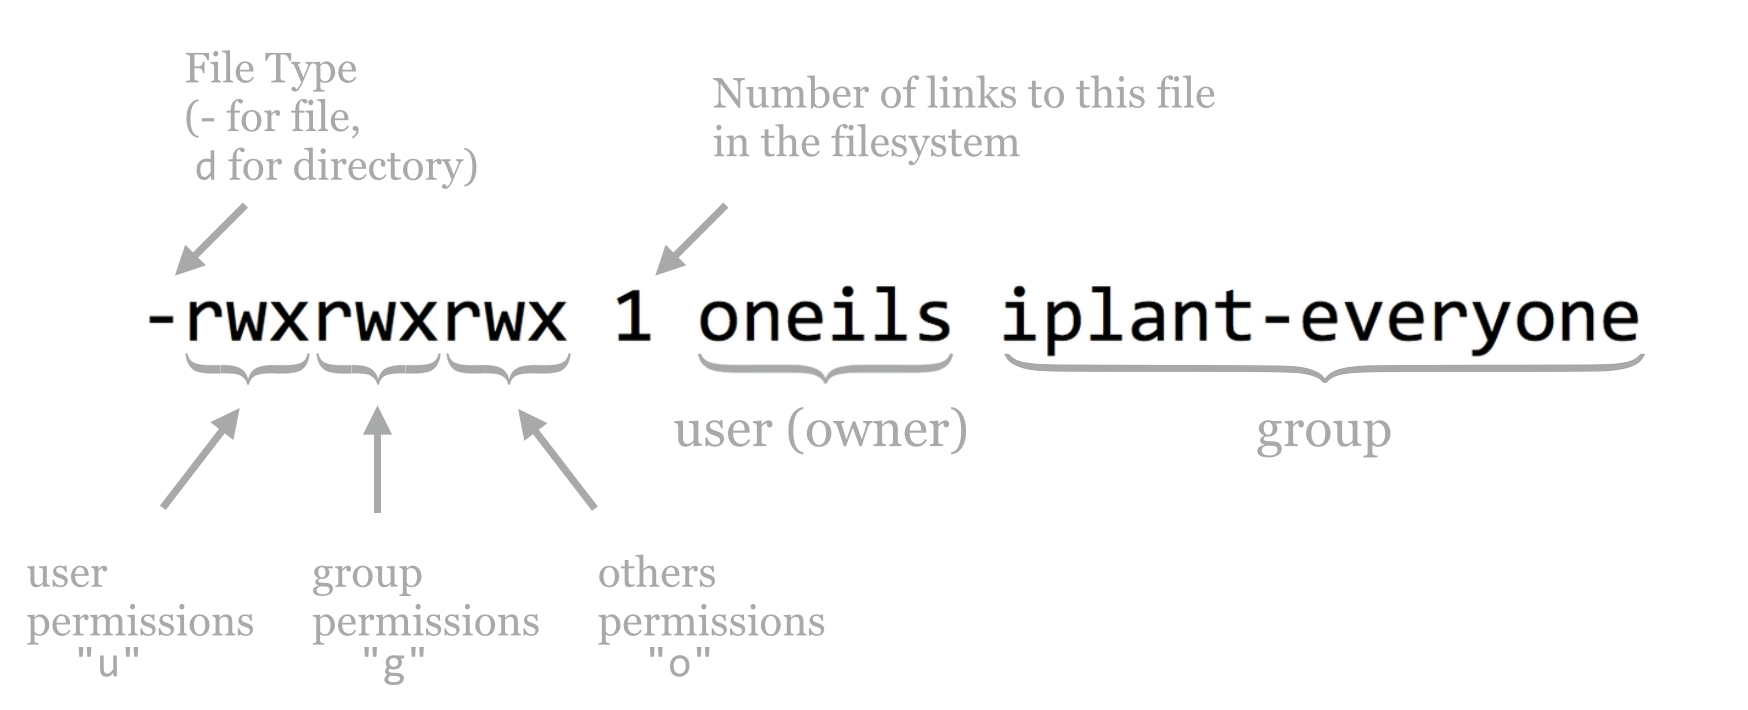 File Type
(- for file,
d for directory)
Number of links to this file
in the filesystem
-rwxrwxrwx 1 oneils iplant-everyone
user (owner)
group
user
permissions
"u"
group
permissions
"g"
others
permissions
"o"